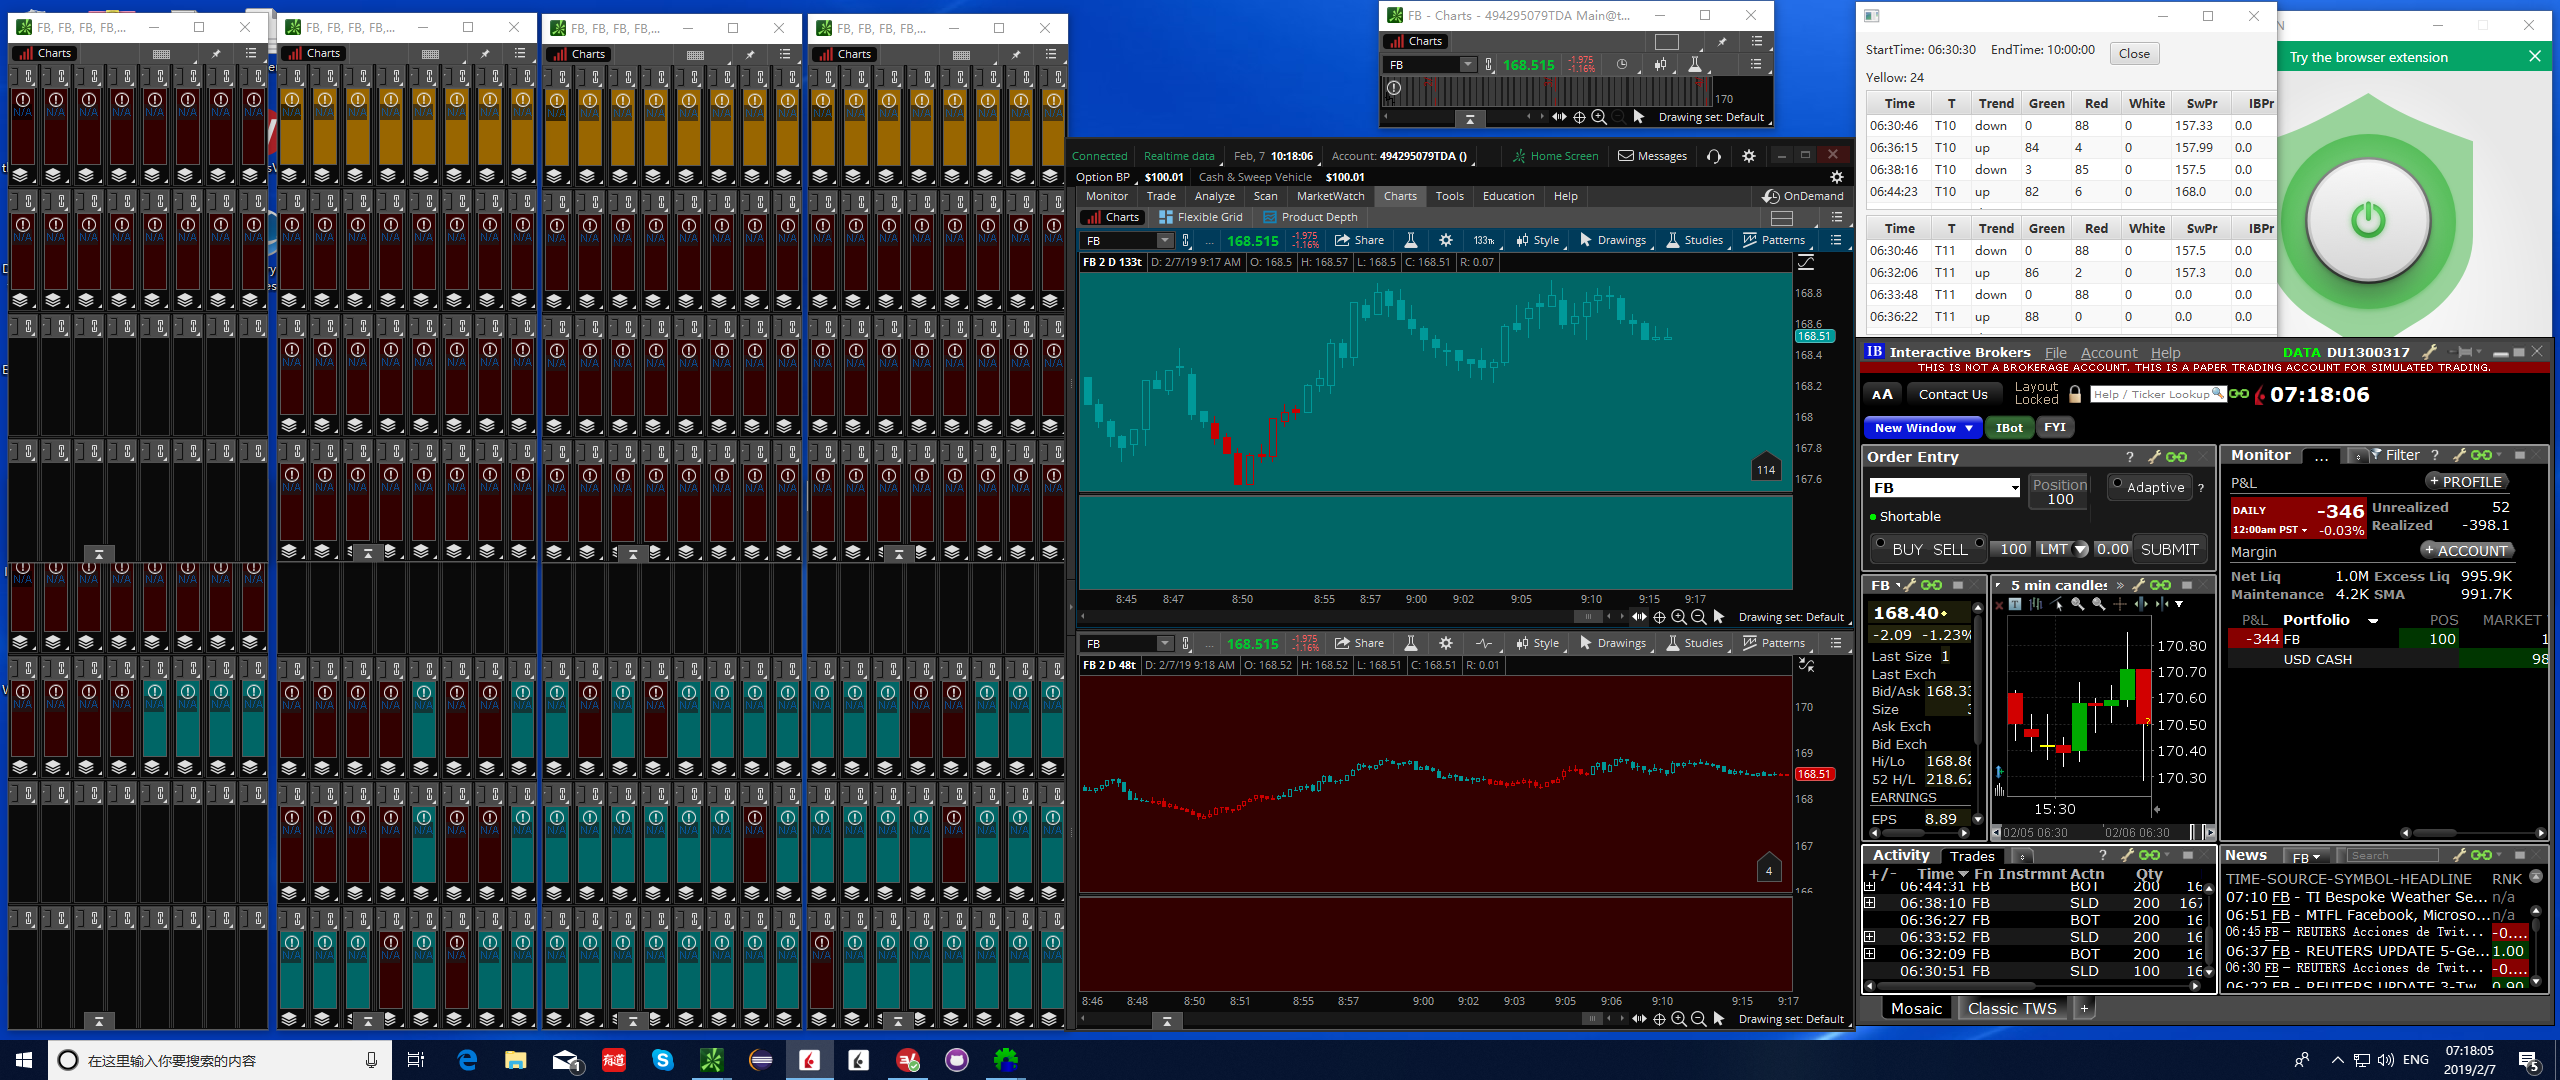 FB, FB, FB, FB,...
FB, FB, FB, FB,...
FB, FB, FB, FB,...
FB, FB, FB, FB,...
Charts
Charts
Charts
Charts
FB - Charts - 494295079TDA Main@t...
Charts
FB 168.515 -1.975 -1.16%
170
Drawing set: Default
Connected Realtime data Feb, 7 10:18:06 Account: 494295079TDA () Home Screen Messages
Option BP $100.01 Cash & Sweep Vehicle $100.01
Monitor Trade Analyze Scan MarketWatch Charts Tools Education Help OnDemand
Charts Flexible Grid Product Depth
FB 168.515 -1.975 -1.16% Share 133t Style Drawings Studies Patterns
FB 2 D 133t D: 2/7/19 9:17 AM O: 168.5 H: 168.57 L: 168.5 C: 168.51 R: 0.07
168.8
168.6
168.51
168.4
168.2
168
167.8
167.6
114
8:45 8:47 8:50 8:55 8:57 9:00 9:02 9:05 9:10 9:15 9:17
Drawing set: Default
FB 168.515 -1.975 -1.16% Share Style Drawings Studies Patterns
FB 2 D 48t D: 2/7/19 9:18 AM O: 168.52 H: 168.52 L: 168.51 C: 168.51 R: 0.01
170
169
168.51
168
167
166
4
8:46 8:48 8:50 8:51 8:55 8:57 9:00 9:02 9:03 9:05 9:06 9:10 9:15 9:17
Drawing set: Default
StartTime: 06:30:30 EndTime: 10:00:00 Close
Yellow: 24
Time T Trend Green Red White SwPr IBPr
06:30:46 T10 down 0 88 0 157.33 0.0
06:36:15 T10 up 84 4 0 157.99 0.0
06:38:16 T10 down 3 85 0 157.5 0.0
06:44:23 T10 up 82 6 0 168.0 0.0
Time T Trend Green Red White SwPr IBPr
06:30:46 T11 down 0 88 0 157.5 0.0
06:32:06 T11 up 86 2 0 157.3 0.0
06:33:48 T11 down 0 88 0 0.0 0.0
06:36:22 T11 up 88 0 0 0.0 0.0
Try the browser extension
IB Interactive Brokers File Account Help DATA DU1300317
THIS IS NOT A BROKERAGE ACCOUNT. THIS IS A PAPER TRADING ACCOUNT FOR SIMULATED TRADING.
AA Contact Us Layout Locked Help / Ticker Lookup 07:18:06
New Window IBot FYI
Order Entry ?
FB Position 100 Adaptive ?
Shortable
BUY SELL 100 LMT 0.00 SUBMIT
Monitor ... Filter ?
P&L + PROFILE
DAILY -346 Unrealized 52
12:00am PST -0.03% Realized -398.1
Margin + ACCOUNT
Net Liq 1.0M Excess Liq 995.9K
Maintenance 4.2K SMA 991.7K
P&L Portfolio POS MARKET
-344 FB 100 1
USD CASH 98
FB
168.40
-2.09 -1.23%
Last Size 1
Last Exch
Bid/Ask 168.33
Size
Ask Exch
Bid Exch
Hi/Lo 168.86
52 H/L 218.62
EARNINGS
EPS 8.89
5 min candles
170.80
170.70
170.60
170.50
170.40
170.30
15:30
02/05 06:30 02/06 06:30
Activity Trades ?
+/- Time Fn Instrmnt Actn Qty
06:44:31 FB BOT 200 16
06:38:10 FB SLD 200 167
06:36:27 FB BOT 200 16
06:33:52 FB SLD 200 16
06:32:09 FB BOT 200 16
06:30:51 FB SLD 100 16
News FB Search
TIME-SOURCE-SYMBOL-HEADLINE RNK
07:10 FB - TI Bespoke Weather Se... n/a
06:51 FB - MTFL Facebook, Microso... n/a
06:45 FB - REUTERS Acciones de Twit... -0....
06:37 FB - REUTERS UPDATE 5-Ge... 1.00
06:30 FB - REUTERS Acciones de Twit... -0....
06:22 FB - REUTERS UPDATE 3-Tw... 0.90
Mosaic Classic TWS +
在这里输入你要搜索的内容
ENG
07:18:05
2019/2/7